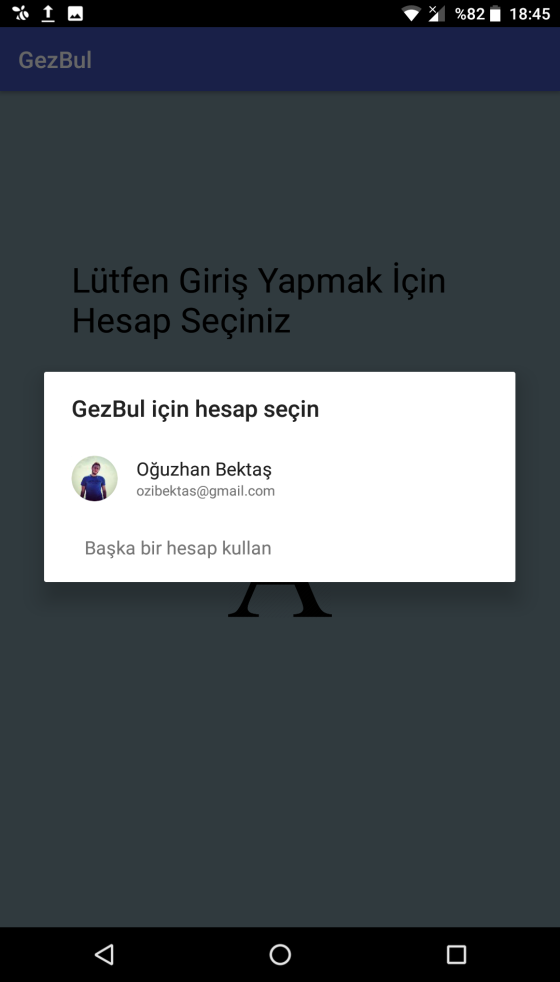 %82 18:45
GezBul
Lütfen Giriş Yapmak İçin
Hesap Seçiniz
GezBul için hesap seçin
Oğuzhan Bektaş
ozibektas@gmail.com
Başka bir hesap kullan
A